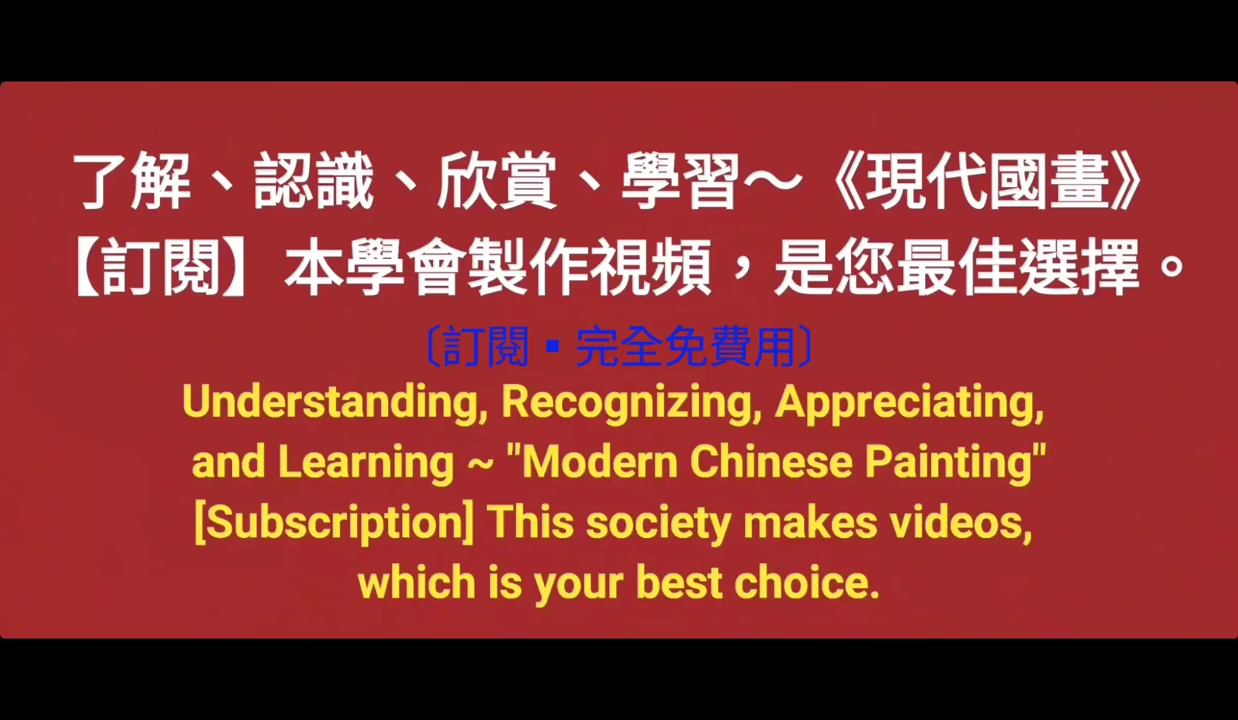 了解、認識、欣賞、學習～《現代國畫》
【訂閱】本學會製作視頻，是您最佳選擇。
〔訂閱▪完全免費用〕
Understanding, Recognizing, Appreciating,
and Learning ~ "Modern Chinese Painting"
[Subscription] This society makes videos,
which is your best choice.